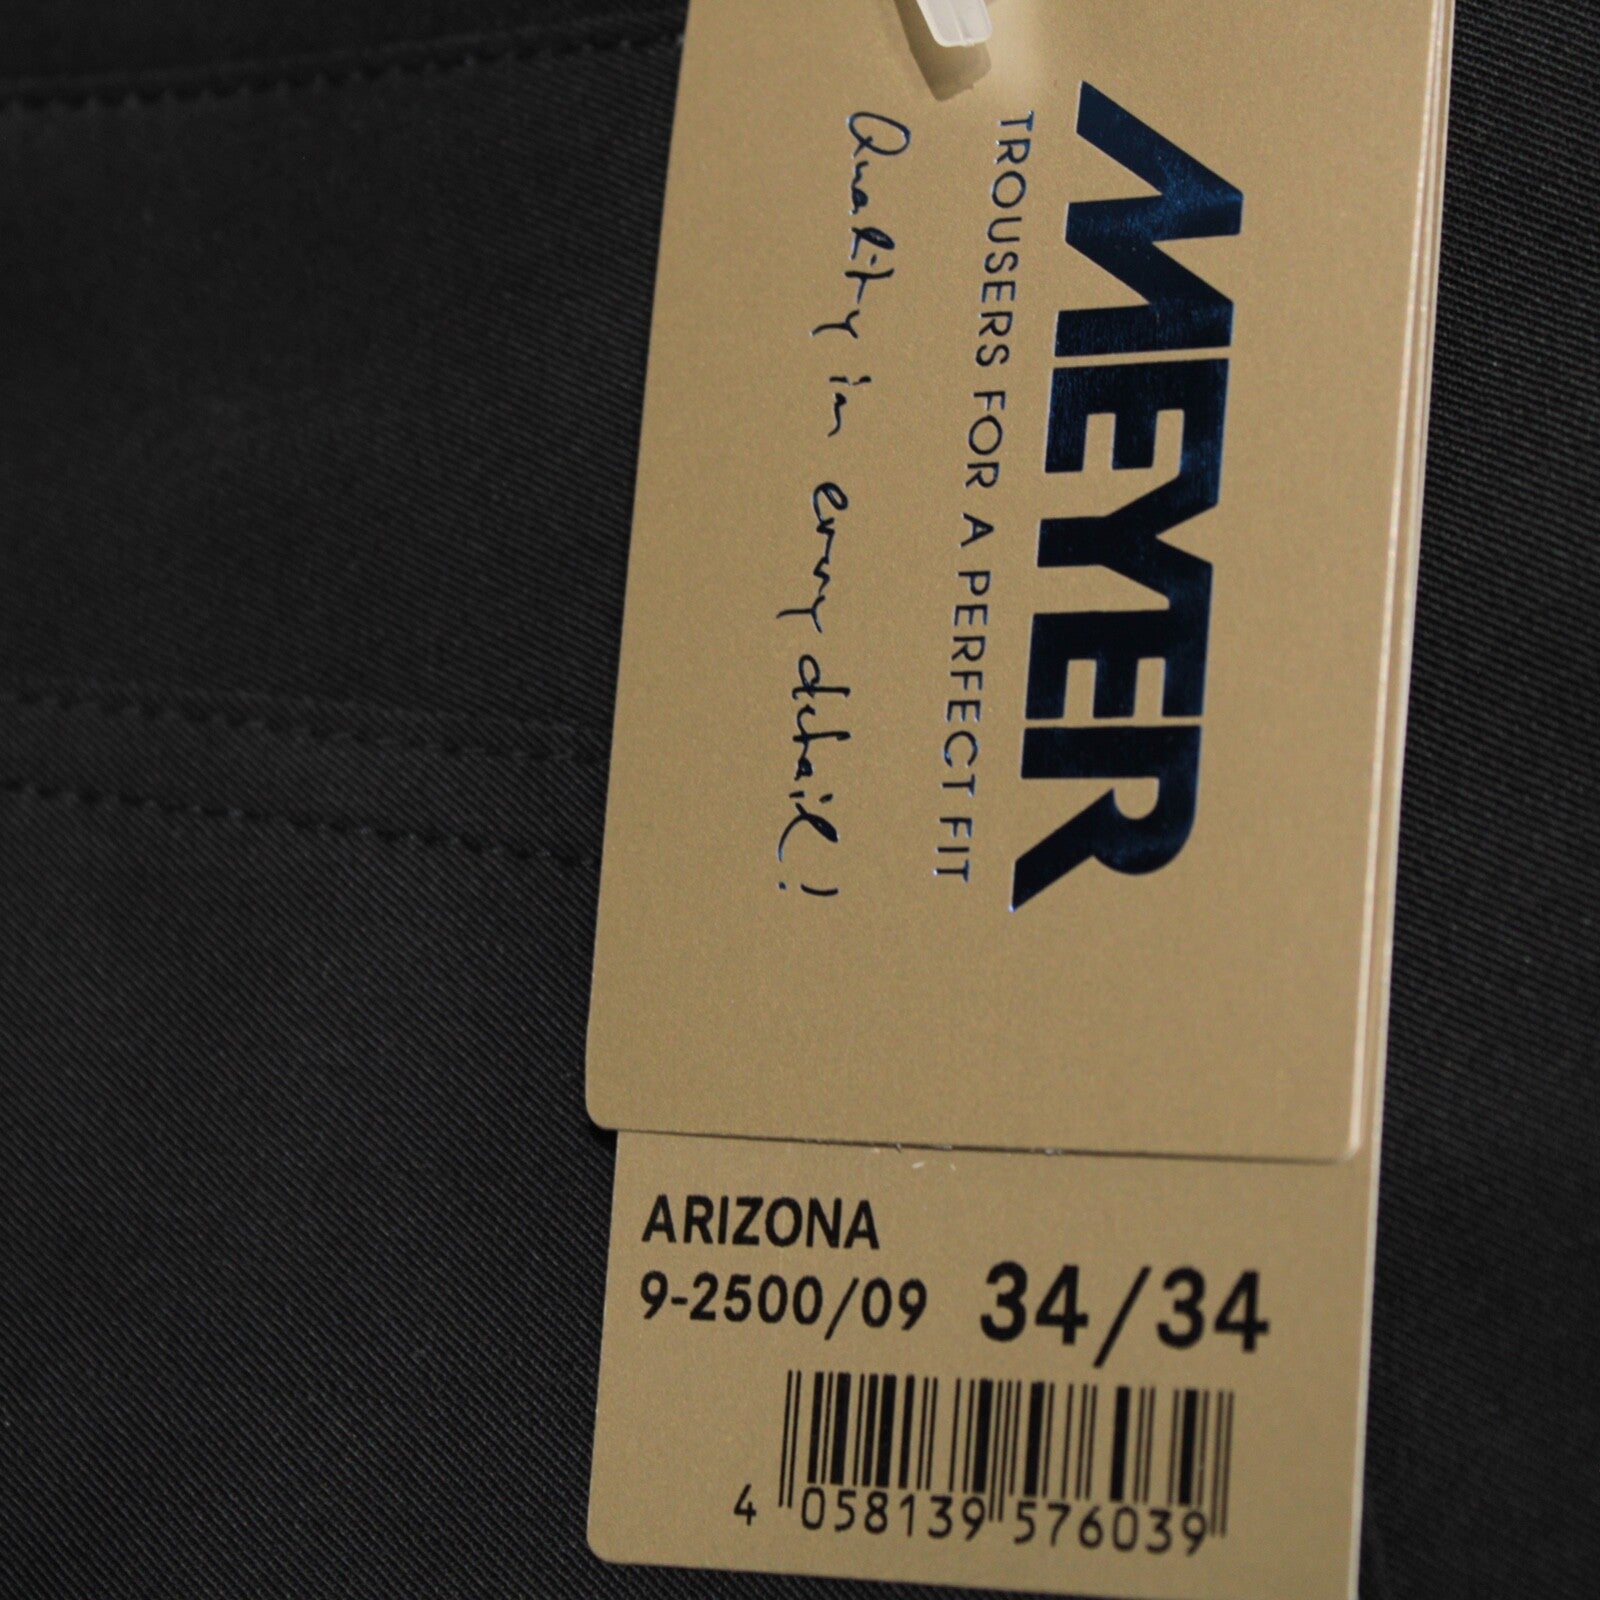 MEYER
TROUSERS FOR A PERFECT FIT
Quality in every detail!
ARIZONA
9-2500/09 34/34
4 058139 576039